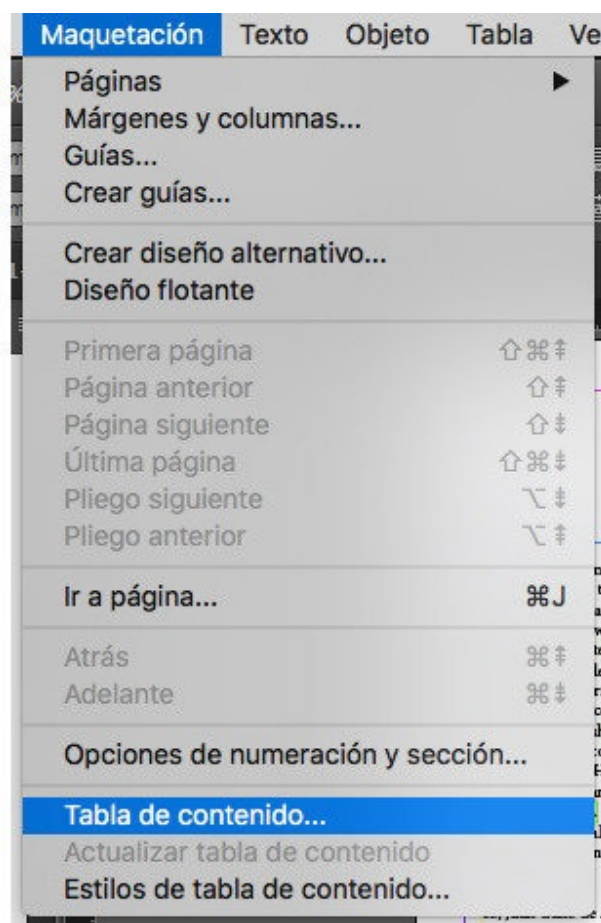 Maquetación Texto Objeto Tabla Ve
Páginas
Márgenes y columnas...
Guías...
Crear guías...
Crear diseño alternativo...
Diseño flotante
Primera página ⇧⌘⇞
Página anterior ⇧⇞
Página siguiente ⇧⇟
Última página ⇧⌘⇟
Pliego siguiente ⌥⇟
Pliego anterior ⌥⇞
Ir a página... ⌘J
Atrás ⌘⇞
Adelante ⌘⇟
Opciones de numeración y sección...
Tabla de contenido...
Actualizar tabla de contenido
Estilos de tabla de contenido...